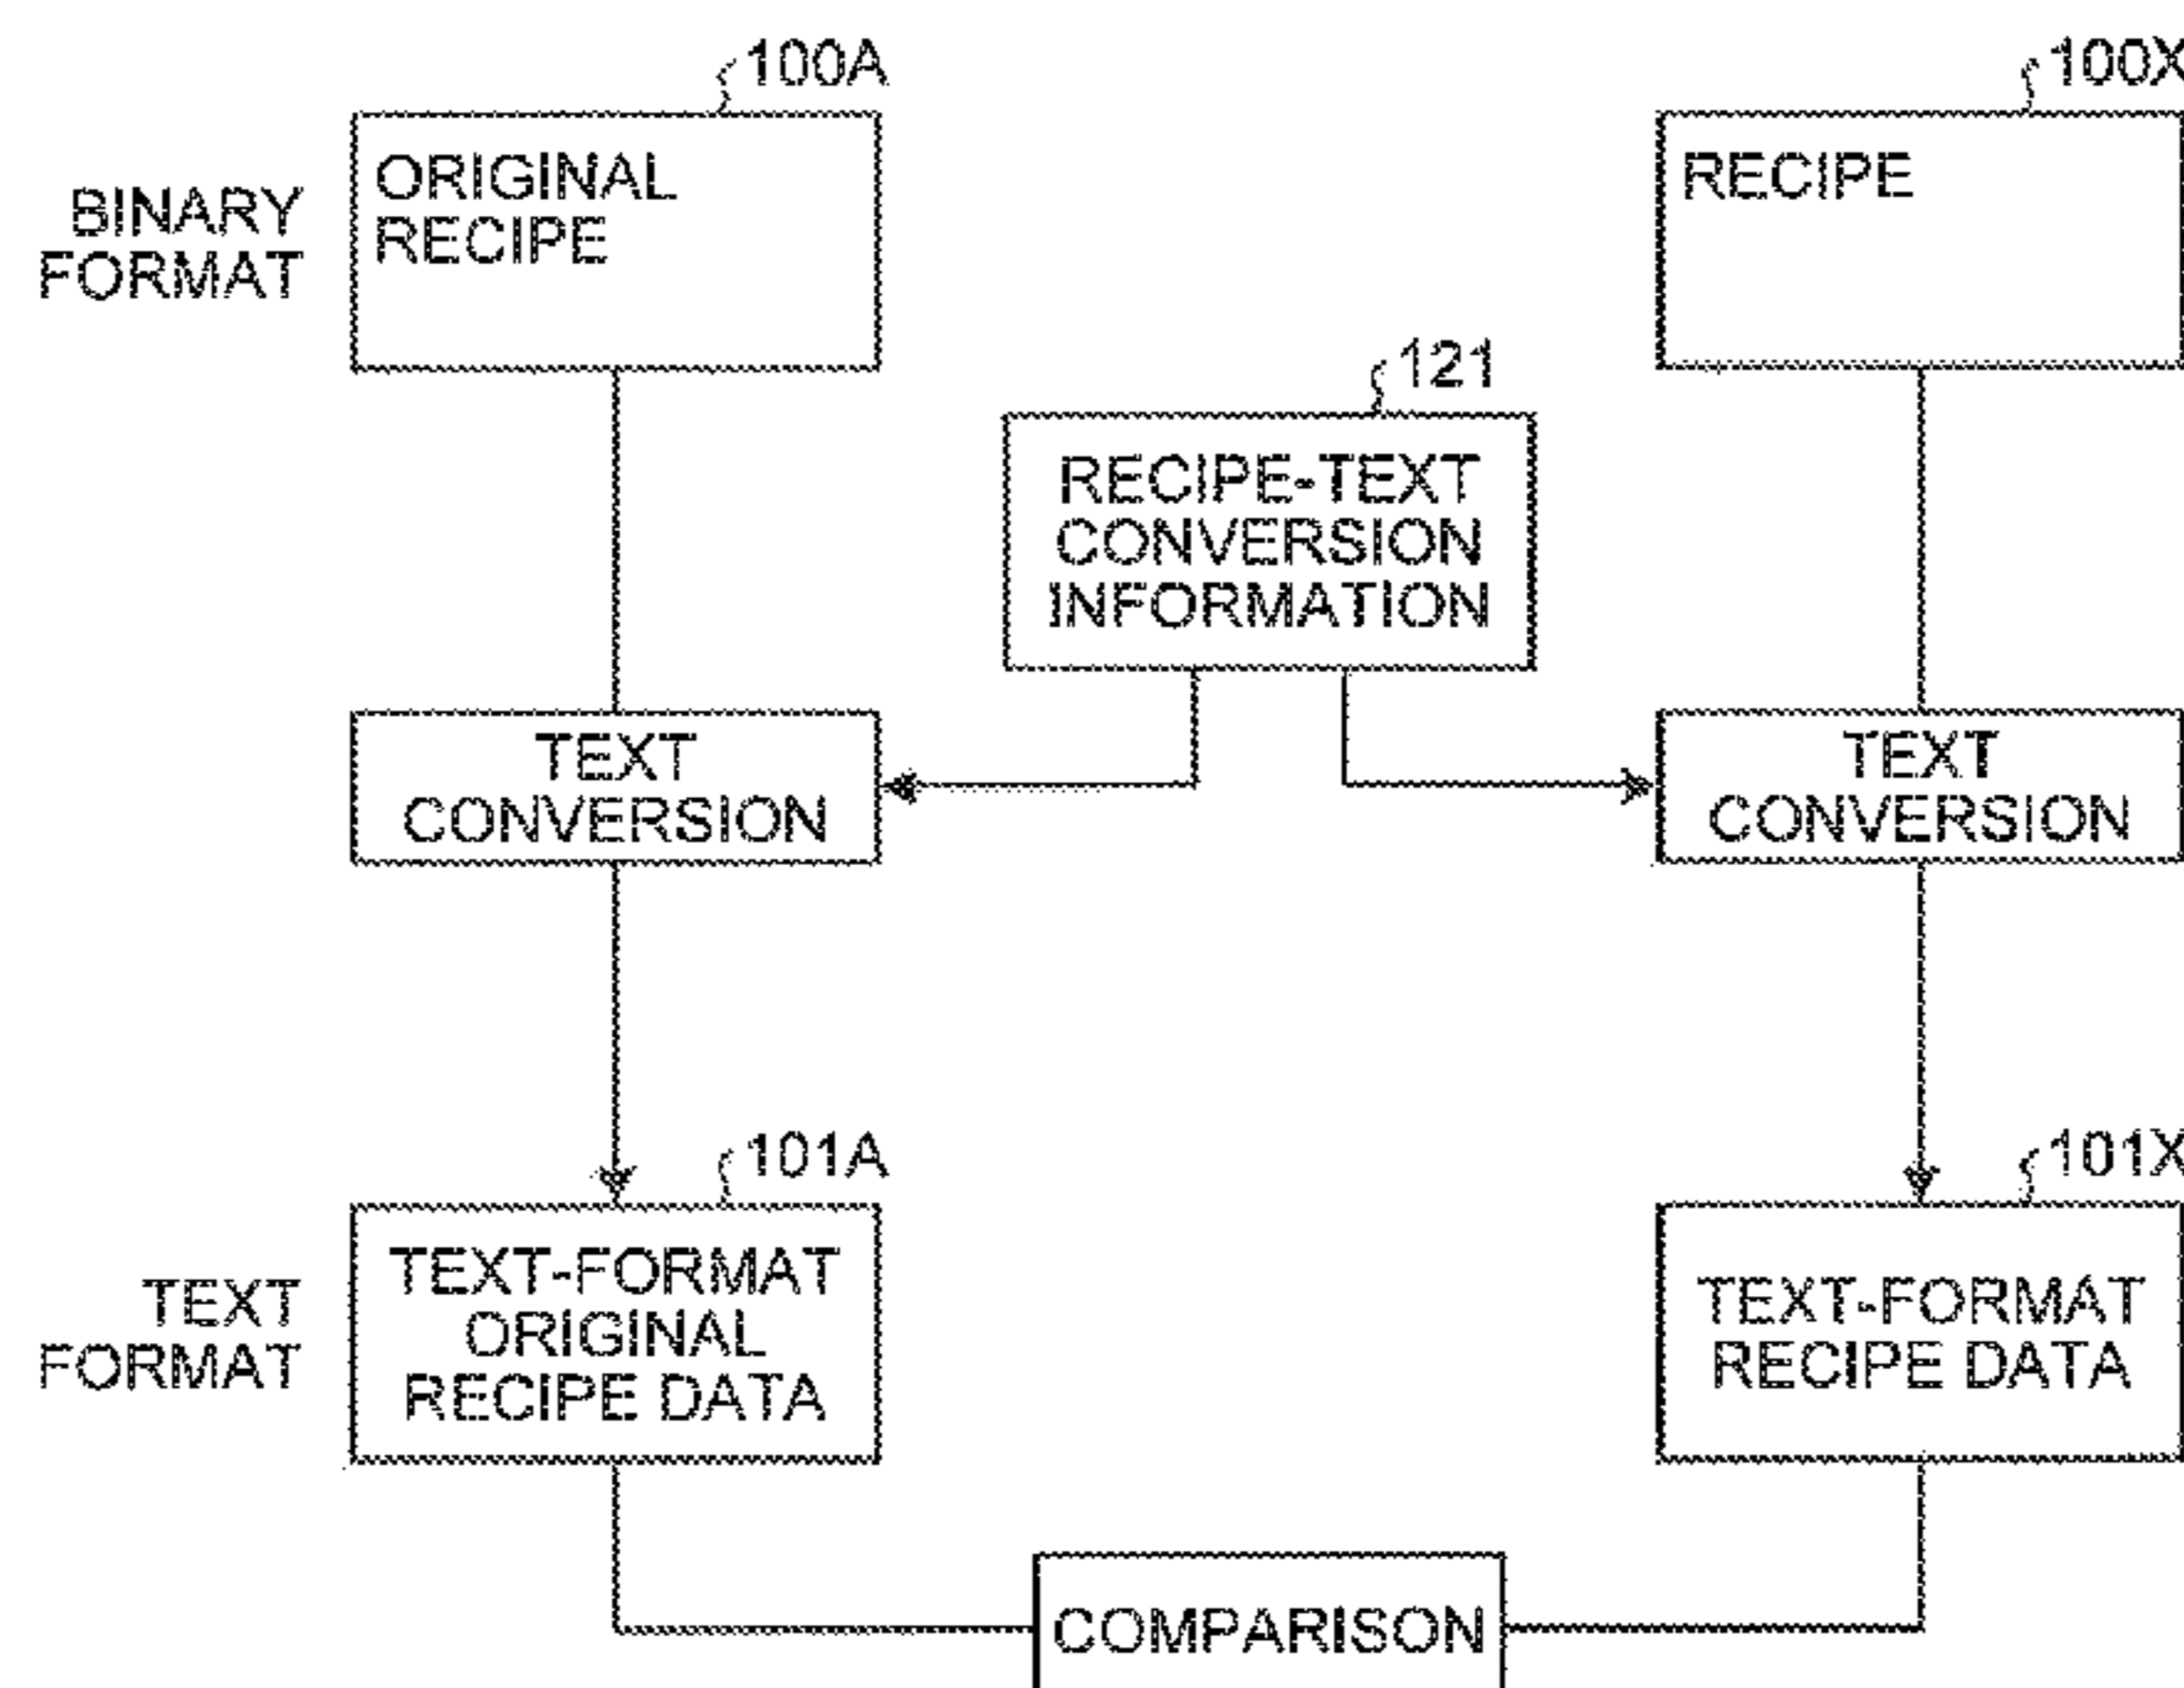 100A
100X
BINARY
FORMAT
ORIGINAL
RECIPE
RECIPE
121
RECIPE-TEXT
CONVERSION
INFORMATION
TEXT
CONVERSION
TEXT
CONVERSION
101A
101X
TEXT
FORMAT
TEXT-FORMAT
ORIGINAL
RECIPE DATA
TEXT-FORMAT
RECIPE DATA
COMPARISON